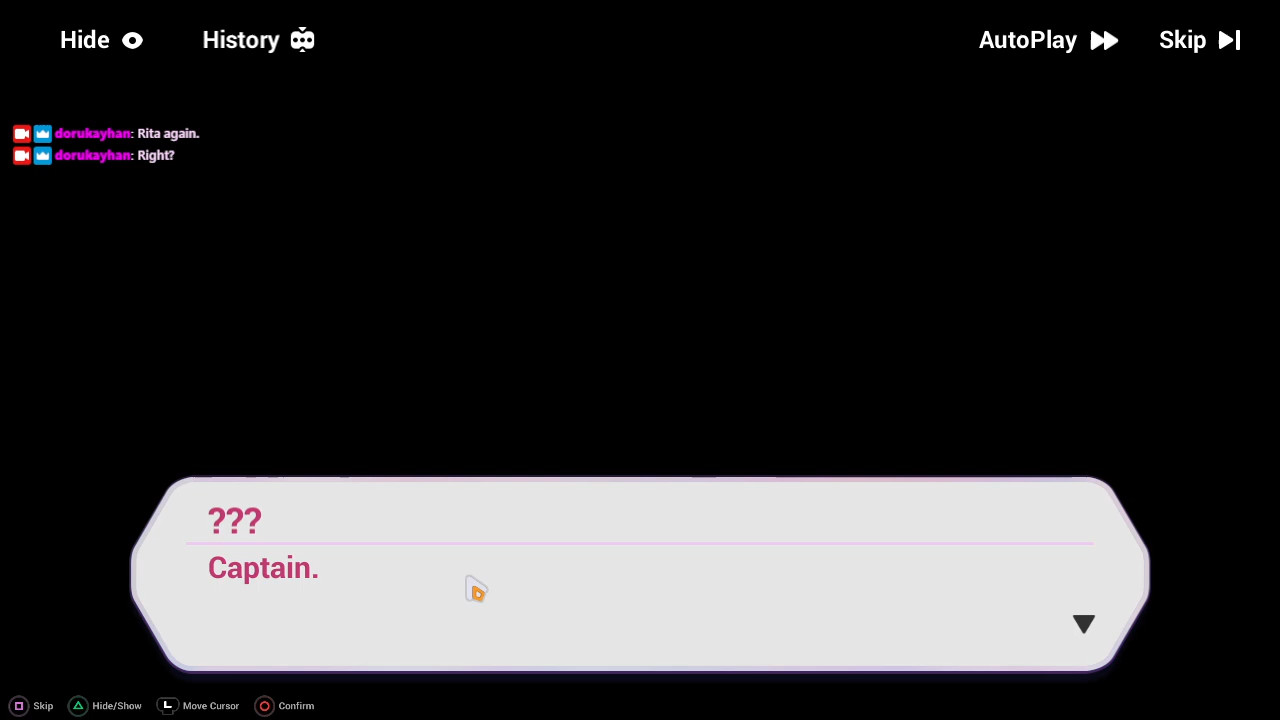 Hide
History
AutoPlay
Skip
dorukayhan: Rita again.
dorukayhan: Right?
???
Captain.
Skip
Hide/Show
L
Move Cursor
Confirm